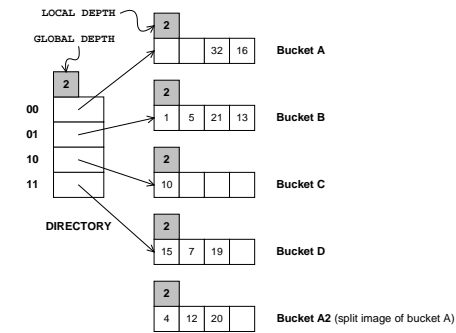 LOCAL DEPTH
2
GLOBAL DEPTH
32 16 Bucket A
2
2
00
1 5 21 13 Bucket B
01
10
2
11
10 Bucket C
DIRECTORY
2
15 7 19 Bucket D
2
4 12 20 Bucket A2 (split image of bucket A)